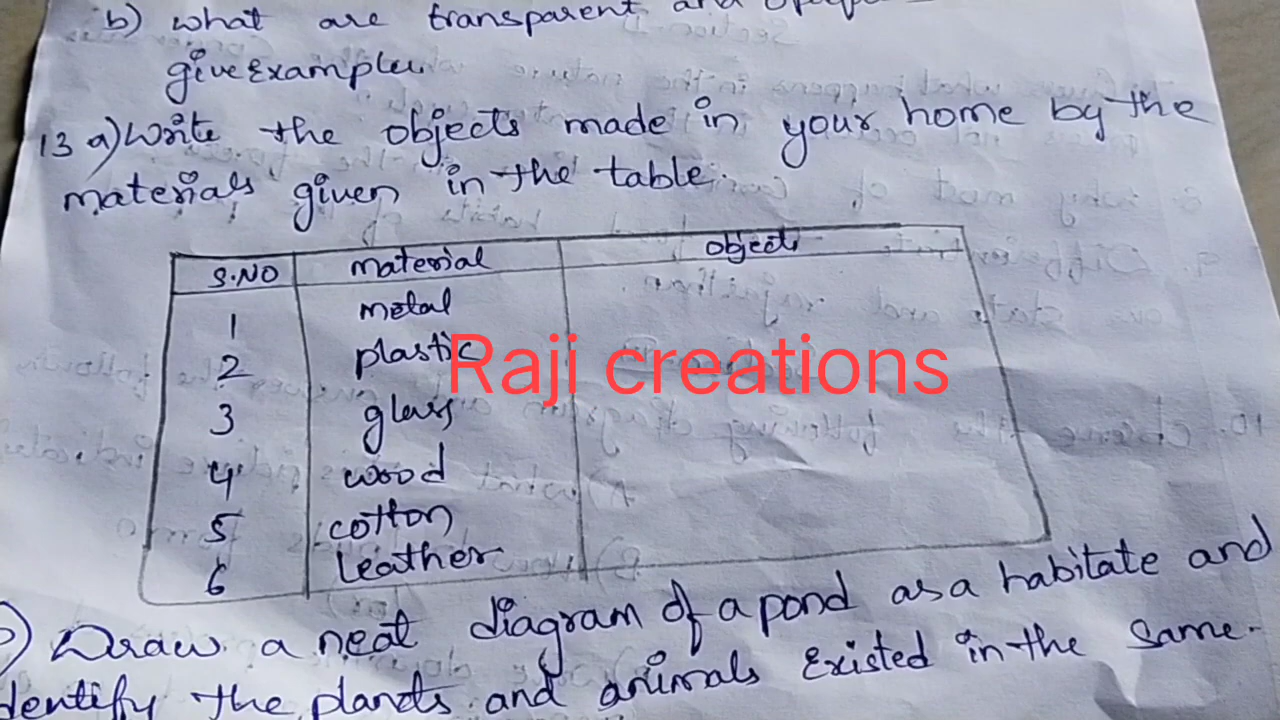 b) what are transparent and
give Examples
13 a) Write the objects made in your home by the
materials given in the table.
S.NO material objects
1 metal
2 plastic
Raji creations
3 glass
4 wood
5 cotton
6 leather
) Draw a neat diagram of a pond as a habitate and
dentify the plants and animals Existed in the same.